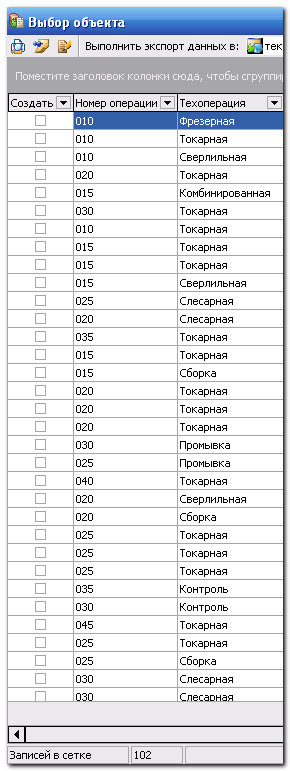 Выбор объекта
Выполнить экспорт данных в: тек
Поместите заголовок колонки сюда, чтобы сгруппи
Создать Номер операции Техоперация
010 Фрезерная
010 Токарная
010 Сверлильная
020 Токарная
015 Комбинированная
030 Токарная
010 Токарная
015 Токарная
015 Токарная
015 Сверлильная
025 Слесарная
020 Слесарная
035 Токарная
015 Токарная
015 Сборка
020 Токарная
020 Токарная
020 Токарная
030 Промывка
025 Промывка
040 Токарная
020 Сверлильная
020 Сборка
025 Токарная
025 Токарная
025 Токарная
035 Контроль
030 Контроль
045 Токарная
025 Токарная
025 Сборка
030 Слесарная
030 Слесарная
Записей в сетке 102